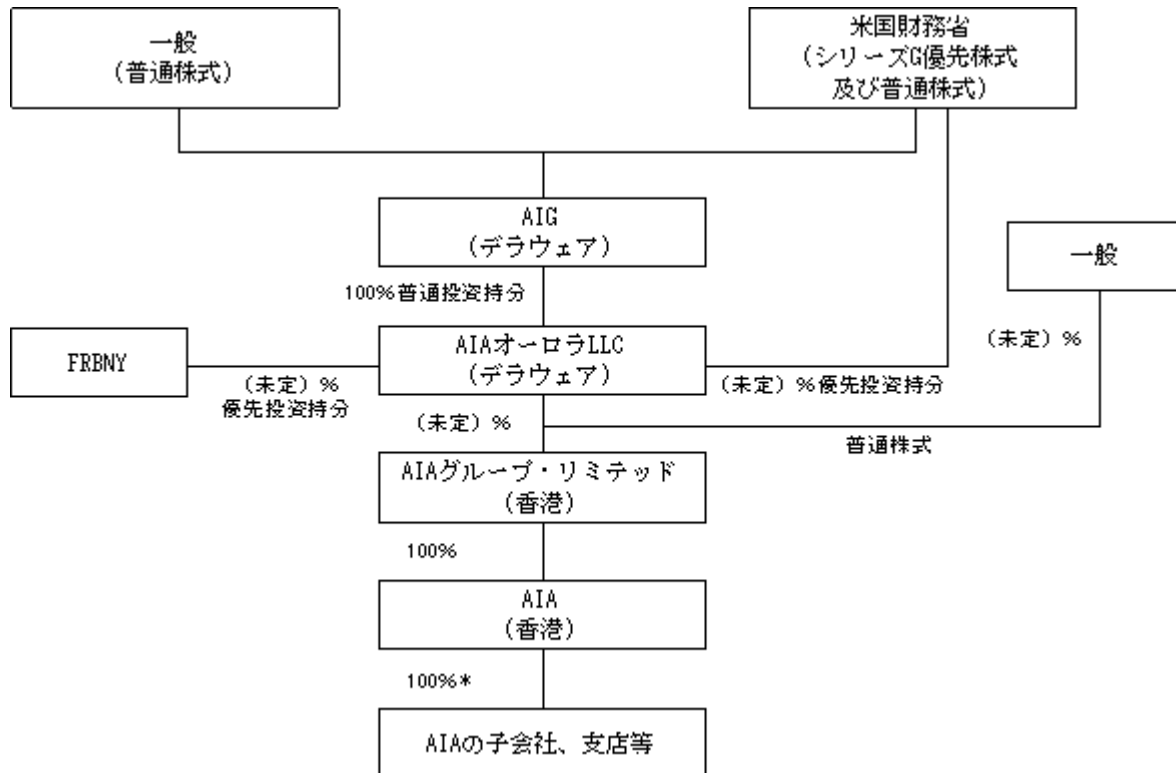 一般
（普通株式）
米国財務省
（シリーズG優先株式
及び普通株式）
AIG
（デラウェア）
一般
100%普通投資持分
FRBNY
AIAオーロラLLC
（デラウェア）
（未定）%
（未定）%
優先投資持分
（未定）%優先投資持分
（未定）%
普通株式
AIAグループ・リミテッド
（香港）
100%
AIA
（香港）
100%*
AIAの子会社、支店等